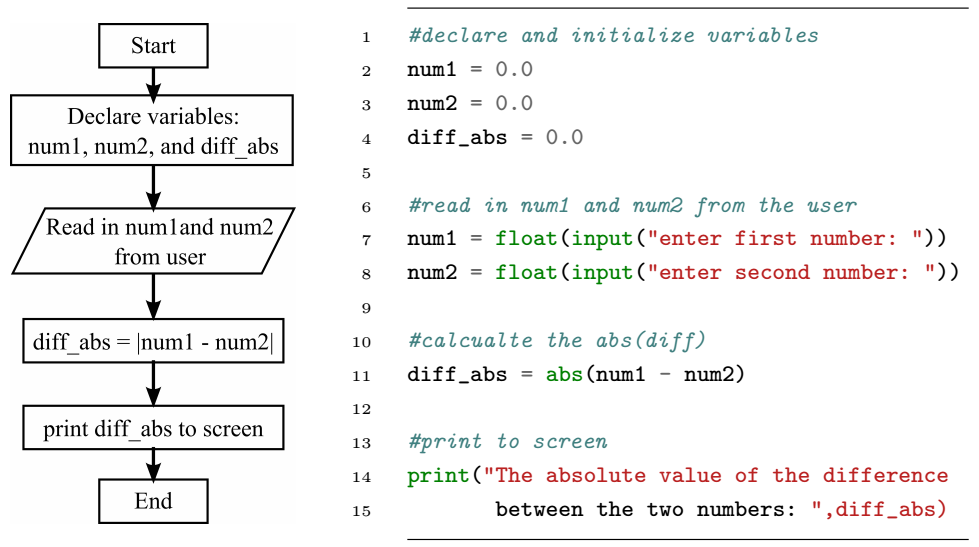 Start
Declare variables:
num1, num2, and diff_abs
Read in num1and num2
from user
diff_abs = |num1 - num2|
print diff_abs to screen
End
1 #declare and initialize variables
2 num1 = 0.0
3 num2 = 0.0
4 diff_abs = 0.0
5
6 #read in num1 and num2 from the user
7 num1 = float(input("enter first number: "))
8 num2 = float(input("enter second number: "))
9
10 #calcualte the abs(diff)
11 diff_abs = abs(num1 - num2)
12
13 #print to screen
14 print("The absolute value of the difference
15 between the two numbers: ",diff_abs)